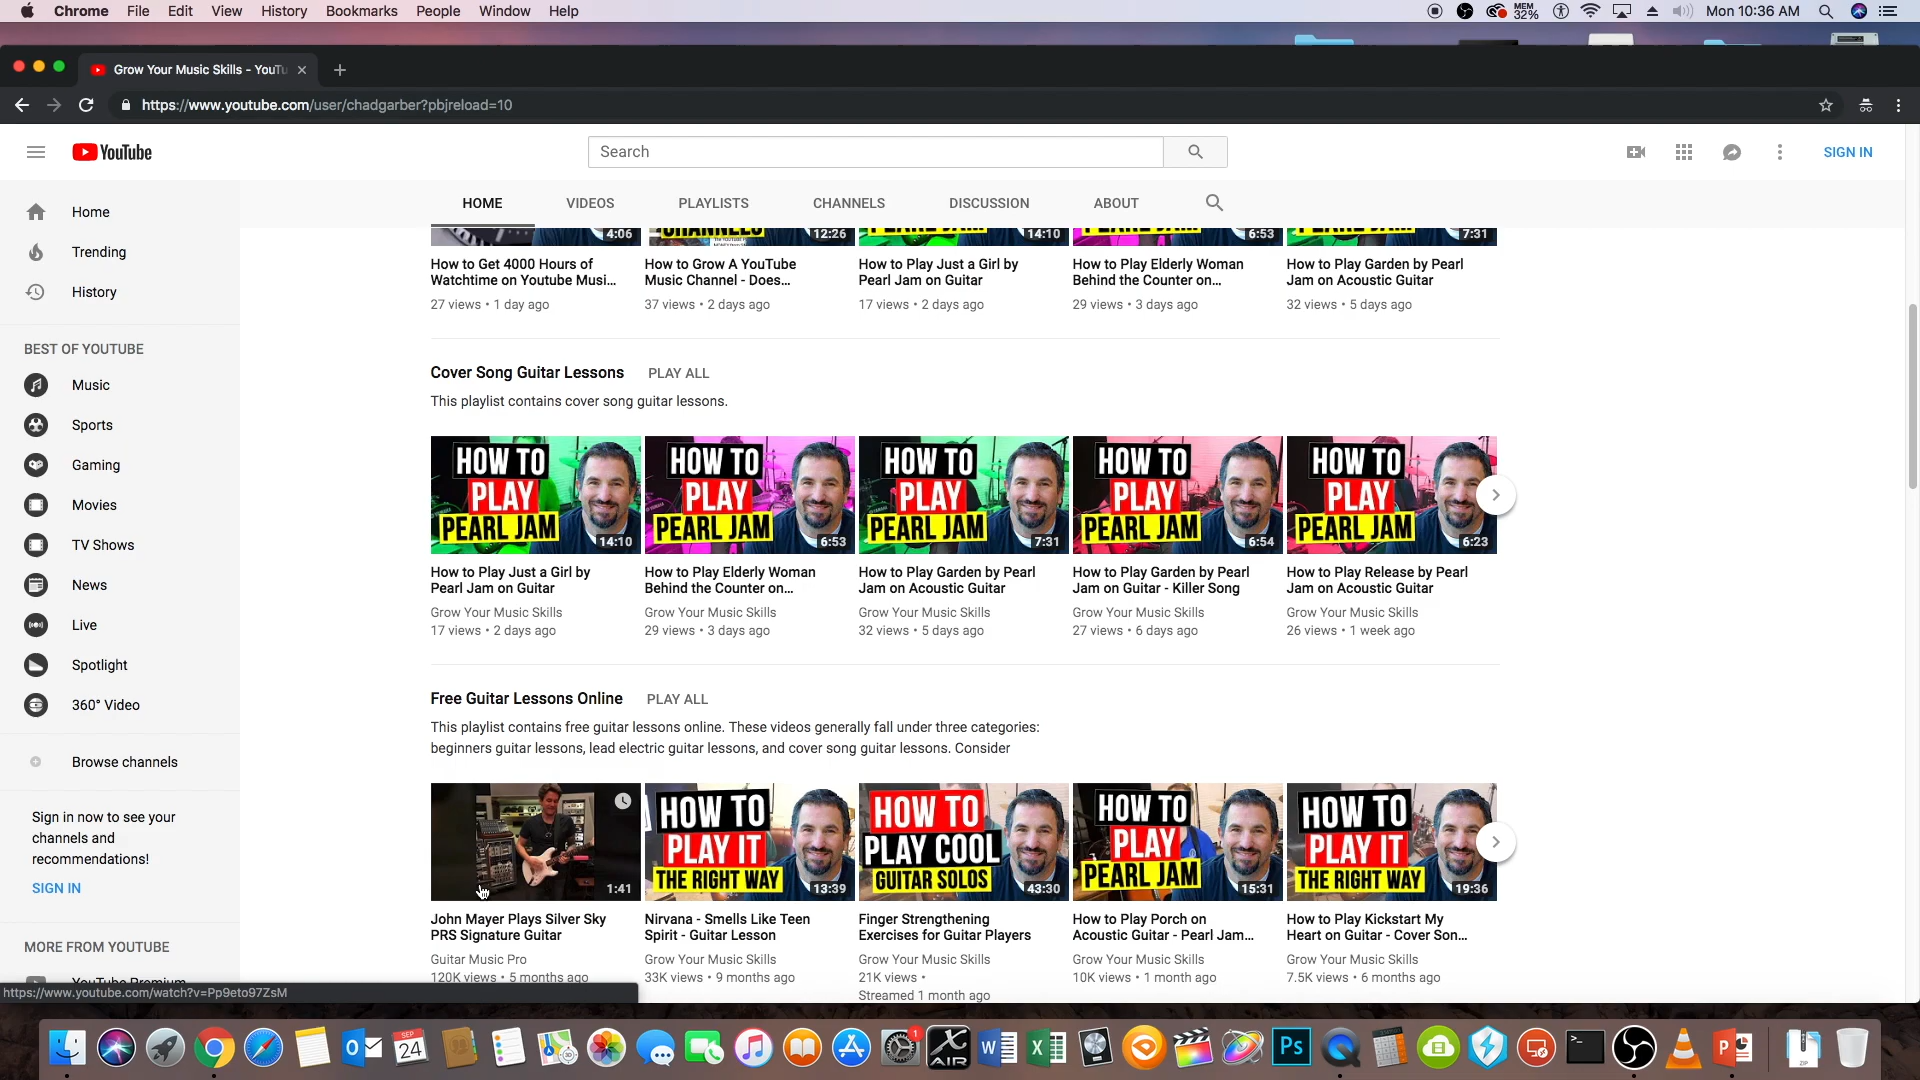 Chrome File Edit View History Bookmarks People Window Help
MEM 32% Mon 10:36 AM
Grow Your Music Skills - YouTu
https://www.youtube.com/user/chadgarber?pbjreload=10
YouTube
Search
SIGN IN
HOME VIDEOS PLAYLISTS CHANNELS DISCUSSION ABOUT
Home
Trending
History
BEST OF YOUTUBE
Music
Sports
Gaming
Movies
TV Shows
News
Live
Spotlight
360° Video
Browse channels
Sign in now to see your
channels and
recommendations!
SIGN IN
MORE FROM YOUTUBE
YouTube Premium
https://www.youtube.com/watch?v=Pp9eto97ZsM
4:06
How to Get 4000 Hours of
Watchtime on Youtube Musi...
27 views • 1 day ago
CHANNELS
12:26
How to Grow A YouTube
Music Channel - Does...
37 views • 2 days ago
PEARL JAM
14:10
How to Play Just a Girl by
Pearl Jam on Guitar
17 views • 2 days ago
PEARL JAM
6:53
How to Play Elderly Woman
Behind the Counter on...
29 views • 3 days ago
PEARL JAM
7:31
How to Play Garden by Pearl
Jam on Acoustic Guitar
32 views • 5 days ago
Cover Song Guitar Lessons PLAY ALL
This playlist contains cover song guitar lessons.
HOW TO
PLAY
PEARL JAM
14:10
How to Play Just a Girl by
Pearl Jam on Guitar
Grow Your Music Skills
17 views • 2 days ago
HOW TO
PLAY
PEARL JAM
6:53
How to Play Elderly Woman
Behind the Counter on...
Grow Your Music Skills
29 views • 3 days ago
HOW TO
PLAY
PEARL JAM
7:31
How to Play Garden by Pearl
Jam on Acoustic Guitar
Grow Your Music Skills
32 views • 5 days ago
HOW TO
PLAY
PEARL JAM
6:54
How to Play Garden by Pearl
Jam on Guitar - Killer Song
Grow Your Music Skills
27 views • 6 days ago
HOW TO
PLAY
PEARL JAM
6:23
How to Play Release by Pearl
Jam on Acoustic Guitar
Grow Your Music Skills
26 views • 1 week ago
Free Guitar Lessons Online PLAY ALL
This playlist contains free guitar lessons online. These videos generally fall under three categories:
beginners guitar lessons, lead electric guitar lessons, and cover song guitar lessons. Consider
1:41
John Mayer Plays Silver Sky
PRS Signature Guitar
Guitar Music Pro
120K views • 5 months ago
HOW TO
PLAY IT
THE RIGHT WAY
13:39
Nirvana - Smells Like Teen
Spirit - Guitar Lesson
Grow Your Music Skills
33K views • 9 months ago
HOW TO
PLAY COOL
GUITAR SOLOS
43:30
Finger Strengthening
Exercises for Guitar Players
Grow Your Music Skills
21K views •
Streamed 1 month ago
HOW TO
PLAY
PEARL JAM
15:31
How to Play Porch on
Acoustic Guitar - Pearl Jam...
Grow Your Music Skills
10K views • 1 month ago
HOW TO
PLAY IT
THE RIGHT WAY
19:36
How to Play Kickstart My
Heart on Guitar - Cover Son...
Grow Your Music Skills
7.5K views • 6 months ago
SEP
24
1
X AIR
W
X
Ps
P
ZIP